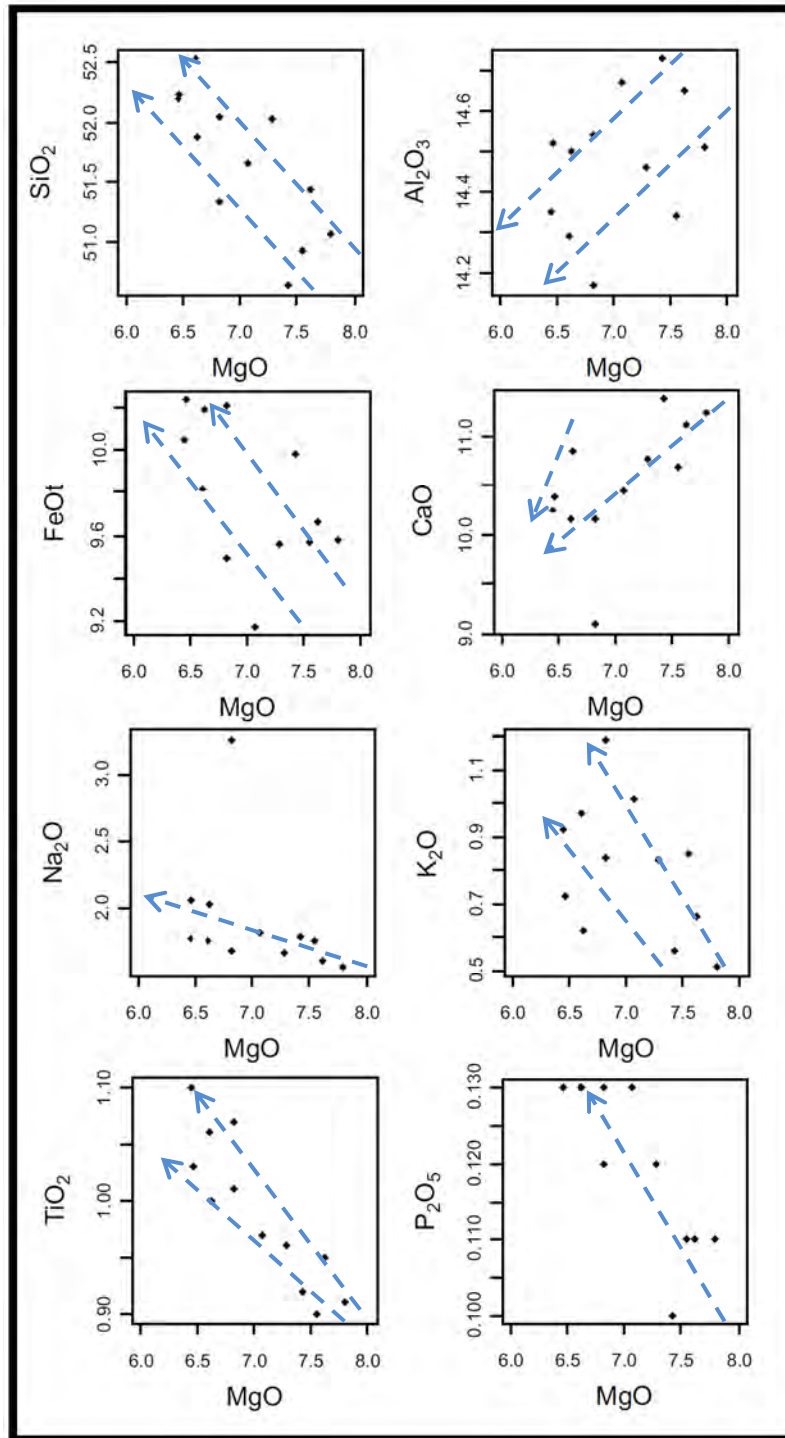 SiO2
52.5
52.0
51.5
51.0
6.0 6.5 7.0 7.5 8.0
MgO
Al2O3
14.6
14.4
14.2
6.0 6.5 7.0 7.5 8.0
MgO
FeOt
10.0
9.6
9.2
6.0 6.5 7.0 7.5 8.0
MgO
CaO
11.0
10.0
9.0
6.0 6.5 7.0 7.5 8.0
MgO
Na2O
3.0
2.5
2.0
6.0 6.5 7.0 7.5 8.0
MgO
K2O
1.1
0.9
0.7
0.5
6.0 6.5 7.0 7.5 8.0
MgO
TiO2
1.10
1.00
0.90
6.0 6.5 7.0 7.5 8.0
MgO
P2O5
0.130
0.120
0.110
0.100
6.0 6.5 7.0 7.5 8.0
MgO